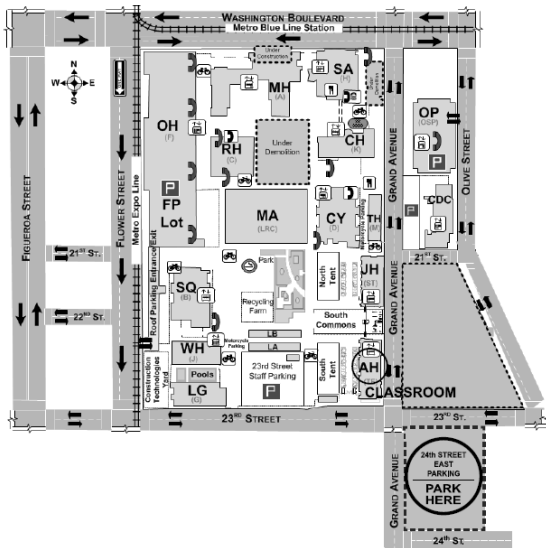 WASHINGTON BOULEVARD
Metro Blue Line Station
N
W E
S
Under
Construction
SA
(H)
Under
Demolition
MH
(A)
OH
(F)
RH
(C)
Under
Demolition
CH
(K)
OP
(OSP)
P
FIGUEROA STREET
FLOWER STREET
Metro Expo Line
GRAND AVENUE
OLIVE STREET
P
FP
Lot
MA
(LRC)
CY
(D)
Motorcycle Parking
TH
(M)
P
CDC
21ST ST.
21ST ST.
Roof Parking Entrance/Exit
Park
North
Tent
JH
(ST)
GRAND AVENUE
SQ
(B)
Recycling
Farm
22ND ST.
South
Commons
Motorcycle
Parking
LB
LA
WH
(J)
Construction
Technologies
Yard
Pools
LG
(G)
23rd Street
Staff Parking
P
South
Tent
AH
CLASSROOM
23RD STREET
23RD ST.
GRAND AVENUE
24th STREET
EAST
PARKING
PARK
HERE
24th ST.